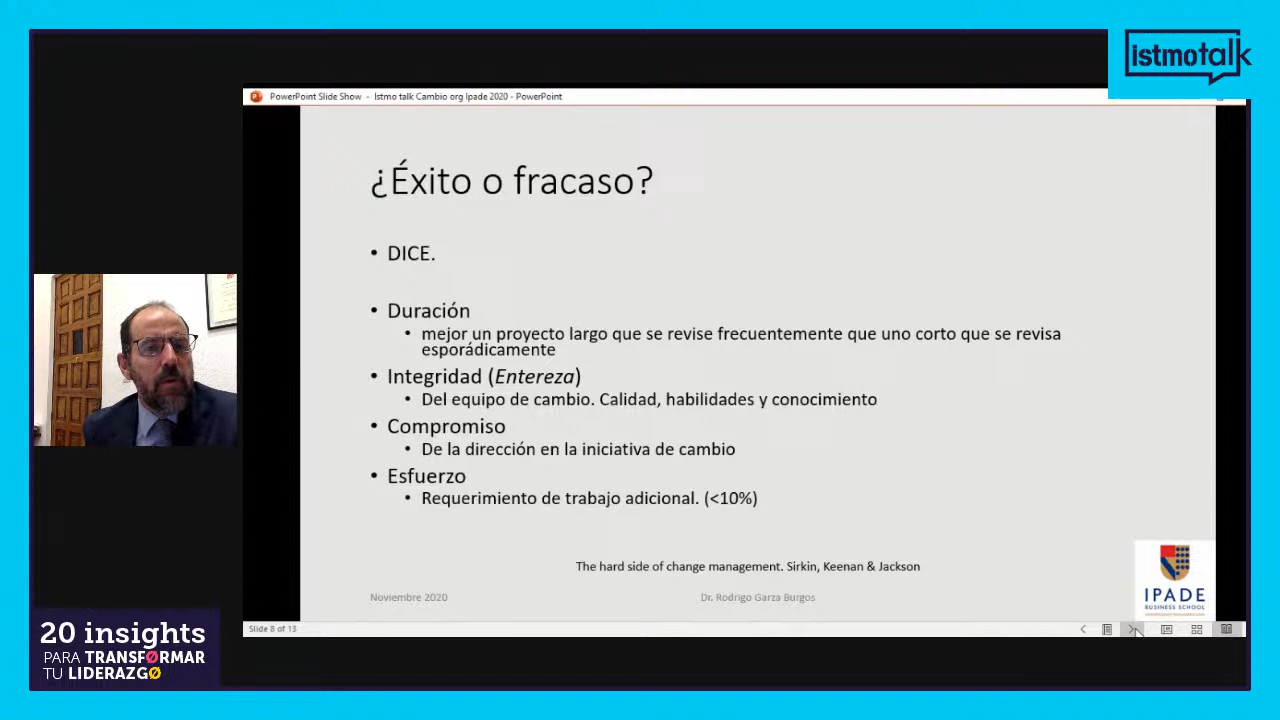 istmotalk
PowerPoint Slide Show - Istmo talk Cambio org Ipade 2020 - PowerPoint
¿Éxito o fracaso?
• DICE.
• Duración
• mejor un proyecto largo que se revise frecuentemente que uno corto que se revisa
esporádicamente
• Integridad (Entereza)
• Del equipo de cambio. Calidad, habilidades y conocimiento
• Compromiso
• De la dirección en la iniciativa de cambio
• Esfuerzo
• Requerimiento de trabajo adicional. (<10%)
The hard side of change management. Sirkin, Keenan & Jackson
Noviembre 2020
Dr. Rodrigo Garza Burgos
IPADE
BUSINESS SCHOOL
Slide 8 of 13
20 insights
PARA TRANSFØRMAR
TU LIDERAZGØ